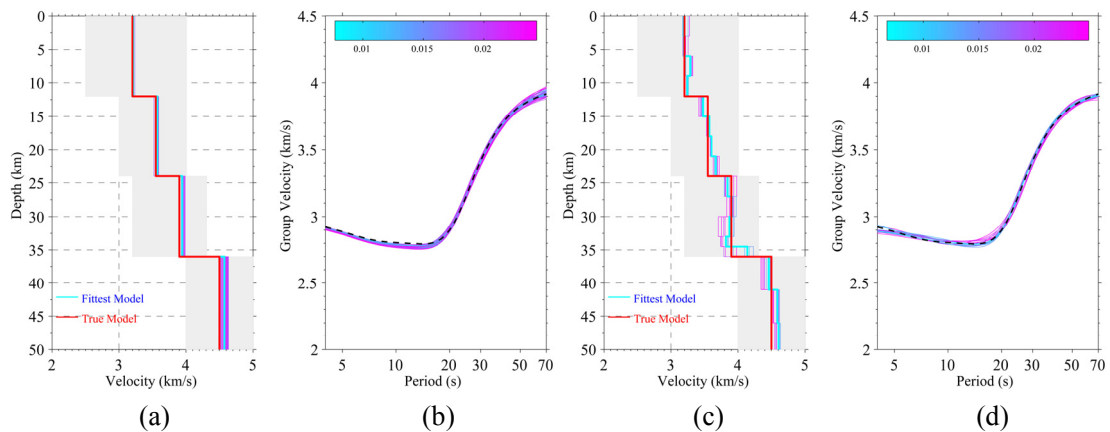 0
5
10
15
20
25
30
35
40
45
50
Depth (km)
2 3 4 5
Velocity (km/s)
Fittest Model
True Model
(a)
4.5
4
3.5
3
2.5
2
Group Velocity (km/s)
0.01 0.015 0.02
5 10 20 30 50 70
Period (s)
(b)
0
5
10
15
20
25
30
35
40
45
50
Depth (km)
2 3 4 5
Velocity (km/s)
Fittest Model
True Model
(c)
4.5
4
3.5
3
2.5
2
Group Velocity (km/s)
0.01 0.015 0.02
5 10 20 30 50 70
Period (s)
(d)